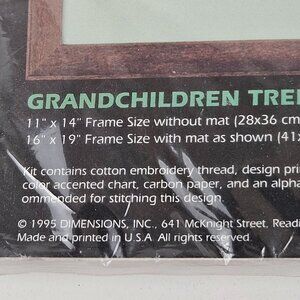 GRANDCHILDREN TREE
11" x 14" Frame Size without mat (28x36 cm
16" x 19" Frame Size with mat as shown (41x
Kit contains cotton embroidery thread, design pri
color accented chart, carbon paper, and an alpha
ommended for stitching this design.
© 1995 DIMENSIONS, INC., 641 McKnight Street, Readi
Made and printed in U.S.A. All rights reserved.